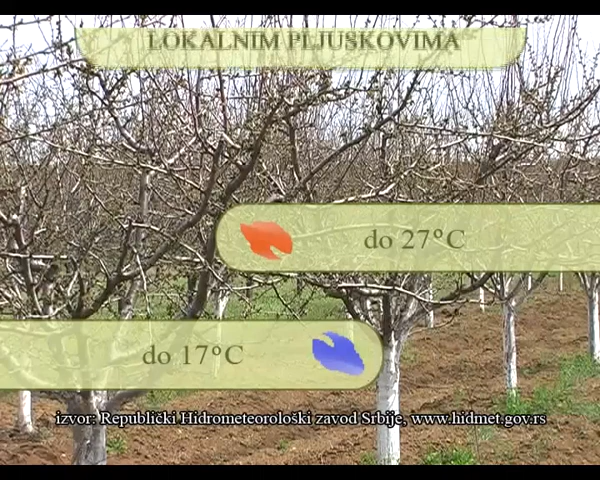 LOKALNIM PLJUSKOVIMA
do 27°C
do 17°C
izvor: Republički Hidrometeorološki zavod Srbije, www.hidmet.gov.rs